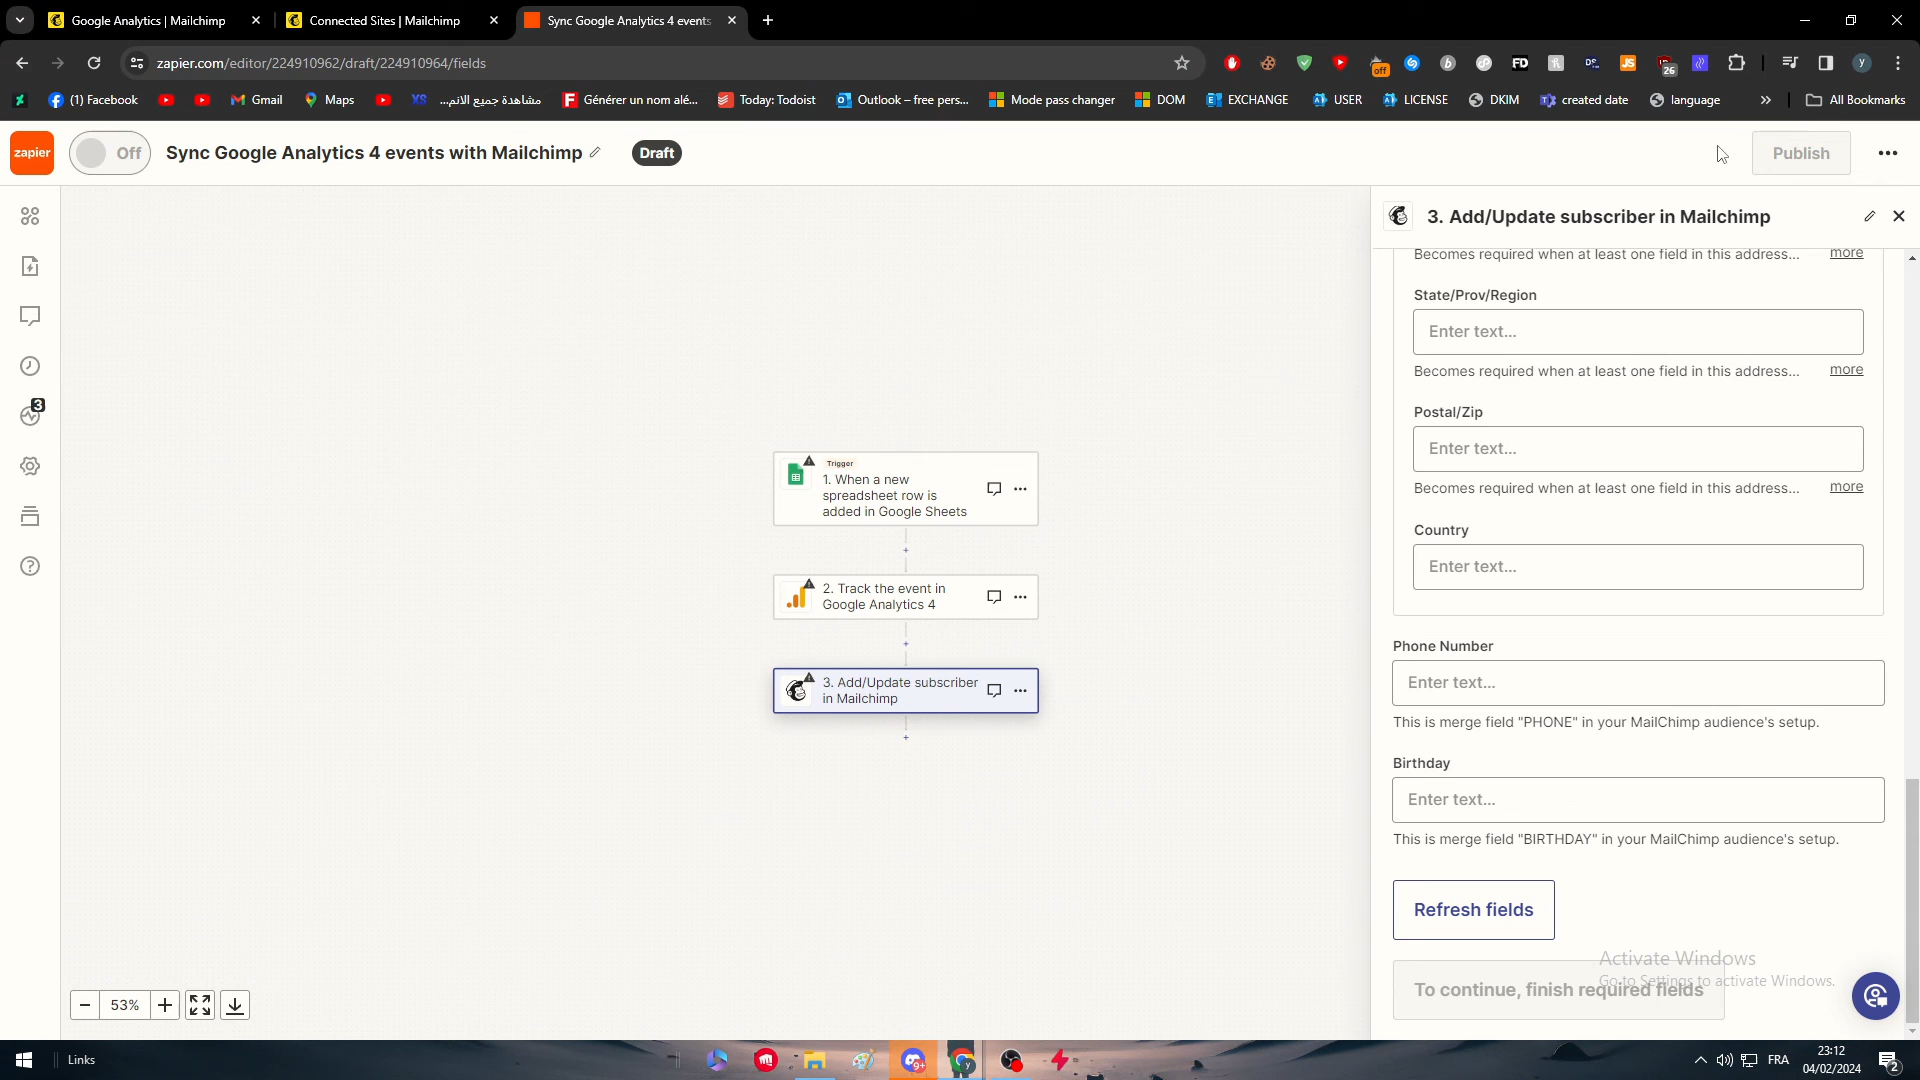 Google Analytics | Mailchimp
Connected Sites | Mailchimp
Sync Google Analytics 4 events
zapier.com/editor/224910962/draft/224910964/fields
off
FD
JS
26
y
(1) Facebook
Gmail
Maps
مشاهدة جميع الانم...
Générer un nom alé...
Today: Todoist
Outlook – free pers...
Mode pass changer
DOM
EXCHANGE
USER
LICENSE
DKIM
created date
language
All Bookmarks
zapier
Off
Sync Google Analytics 4 events with Mailchimp
Draft
Publish
3. Add/Update subscriber in Mailchimp
Becomes required when at least one field in this address...
more
State/Prov/Region
Enter text...
Becomes required when at least one field in this address...
more
Postal/Zip
Enter text...
Becomes required when at least one field in this address...
more
Country
Enter text...
Phone Number
Enter text...
This is merge field "PHONE" in your MailChimp audience's setup.
Birthday
Enter text...
This is merge field "BIRTHDAY" in your MailChimp audience's setup.
Refresh fields
Activate Windows
Go to Settings to activate Windows.
To continue, finish required fields
3
Trigger
1. When a new
spreadsheet row is
added in Google Sheets
2. Track the event in
Google Analytics 4
3. Add/Update subscriber
in Mailchimp
53%
Links
9+
FRA
23:12
04/02/2024
2